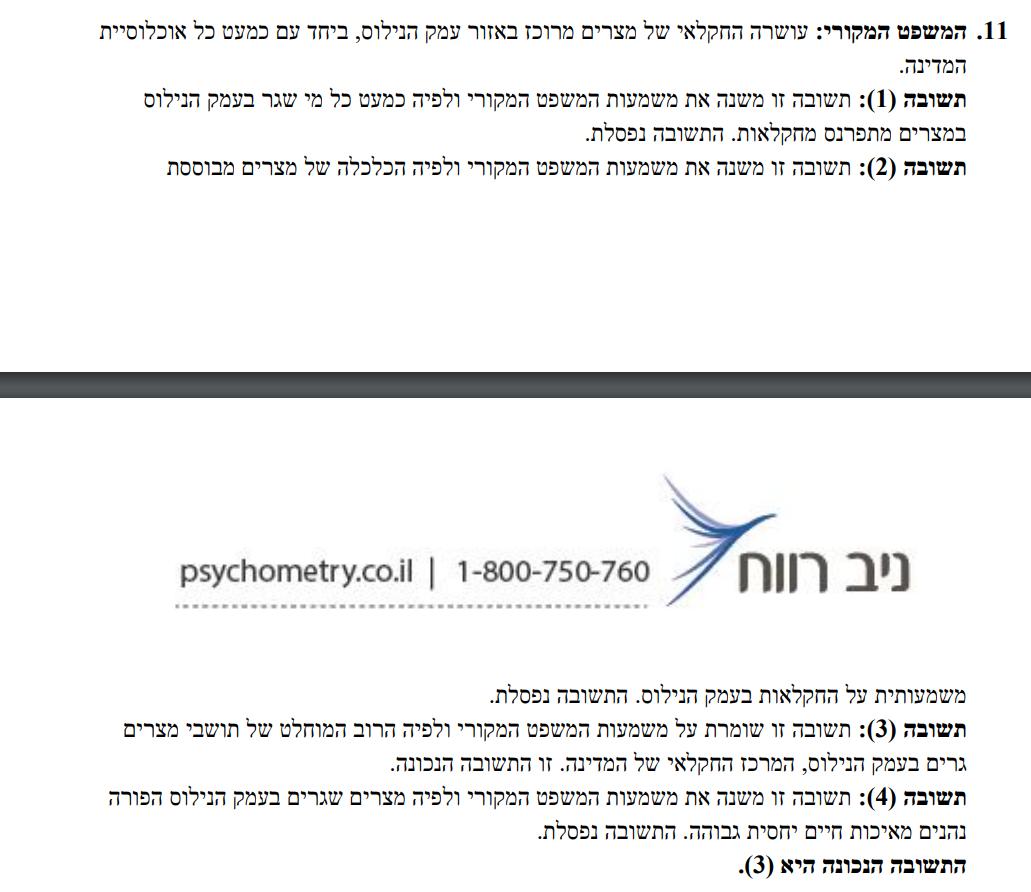 11. המשפט המקורי: עושרה החקלאי של מצרים מרוכז באזור עמק הנילוס, ביחד עם כמעט כל אוכלוסיית
המדינה.
תשובה (1): תשובה זו משנה את משמעות המשפט המקורי ולפיה כמעט כל מי שגר בעמק הנילוס
במצרים מתפרנס מחקלאות. התשובה נפסלת.
תשובה (2): תשובה זו משנה את משמעות המשפט המקורי ולפיה הכלכלה של מצרים מבוססת
ניב רווח
psychometry.co.il | 1-800-750-760
משמעותית על החקלאות בעמק הנילוס. התשובה נפסלת.
תשובה (3): תשובה זו שומרת על משמעות המשפט המקורי ולפיה הרוב המוחלט של תושבי מצרים
גרים בעמק הנילוס, המרכז החקלאי של המדינה. זו התשובה הנכונה.
תשובה (4): תשובה זו משנה את משמעות המשפט המקורי ולפיה מצרים שגרים בעמק הנילוס הפורה
נהנים מאיכות חיים יחסית גבוהה. התשובה נפסלת.
התשובה הנכונה היא (3).